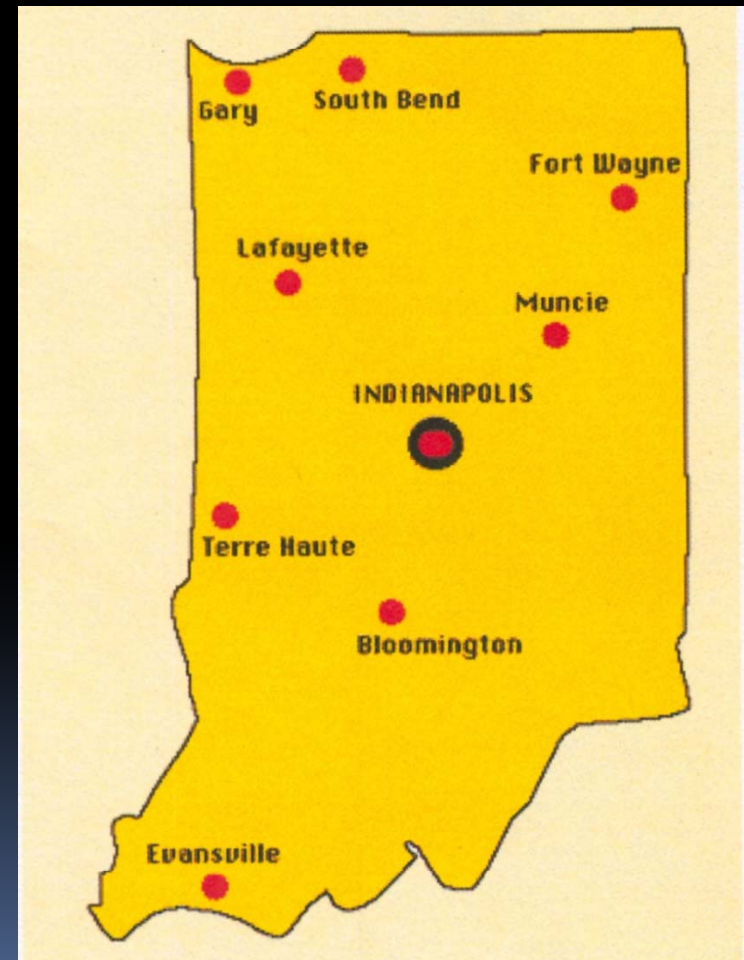 South Bend
Gary
Fort Wayne
Lafayette
Muncie
INDIANAPOLIS
Terre Haute
Bloomington
Evansville